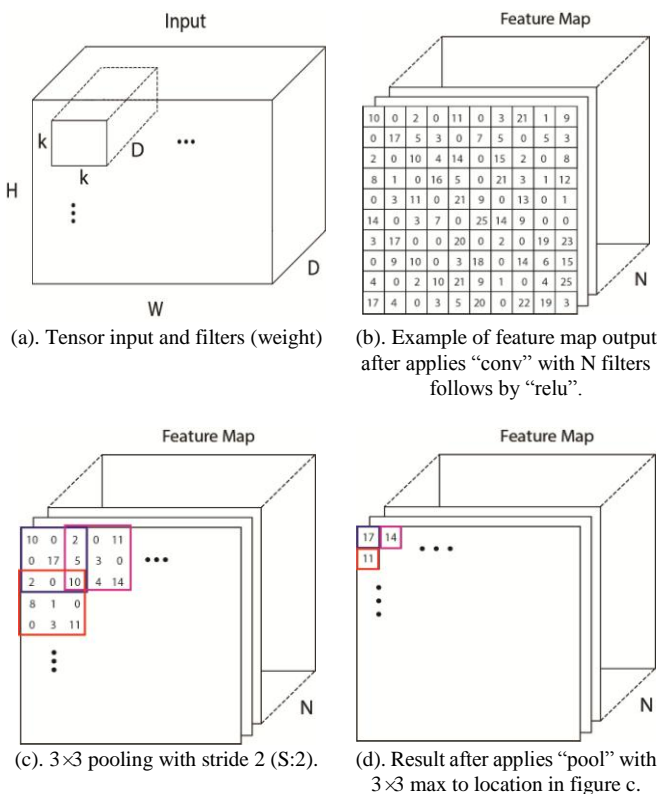 Input
k
k
D
...
H
...
D
W
(a). Tensor input and filters (weight)
Feature Map
10 0 2 0 11 0 3 21 1 9
0 17 5 3 0 7 5 0 5 3
2 0 10 4 14 0 15 2 0 8
8 1 0 16 5 0 21 3 1 12
0 3 11 0 21 9 0 13 0 1
14 0 3 7 0 25 14 9 0 0
3 17 0 0 20 0 2 0 19 23
0 9 10 0 3 18 0 14 6 15
4 0 2 10 21 9 1 0 4 25
17 4 0 3 5 20 0 22 19 3
N
(b). Example of feature map output
after applies “conv” with N filters
follows by “relu”.
Feature Map
10 0 2 0 11
0 17 5 3 0 ...
2 0 10 4 14
8 1 0
0 3 11
...
N
(c). 3×3 pooling with stride 2 (S:2).
Feature Map
17 14 ...
11
...
N
(d). Result after applies “pool” with
3×3 max to location in figure c.